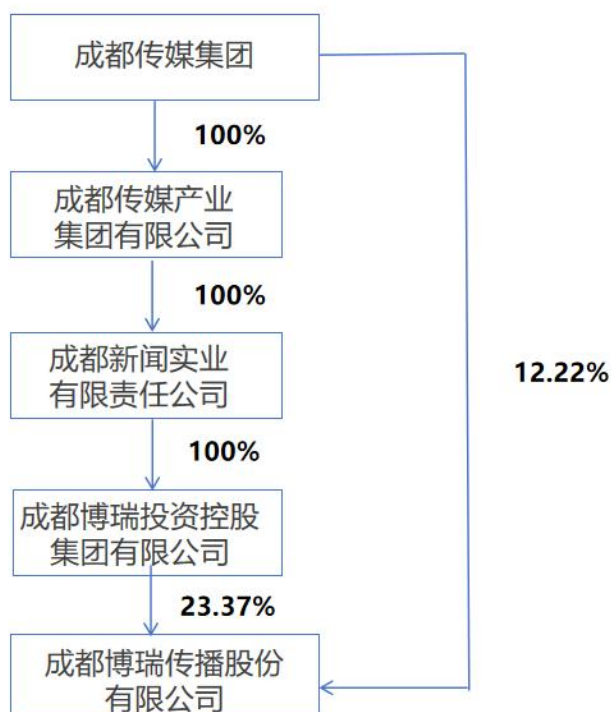 成都传媒集团
100%
成都传媒产业
集团有限公司
100%
成都新闻实业
有限责任公司
12.22%
100%
成都博瑞投资控股
集团有限公司
23.37%
成都博瑞传播股份
有限公司